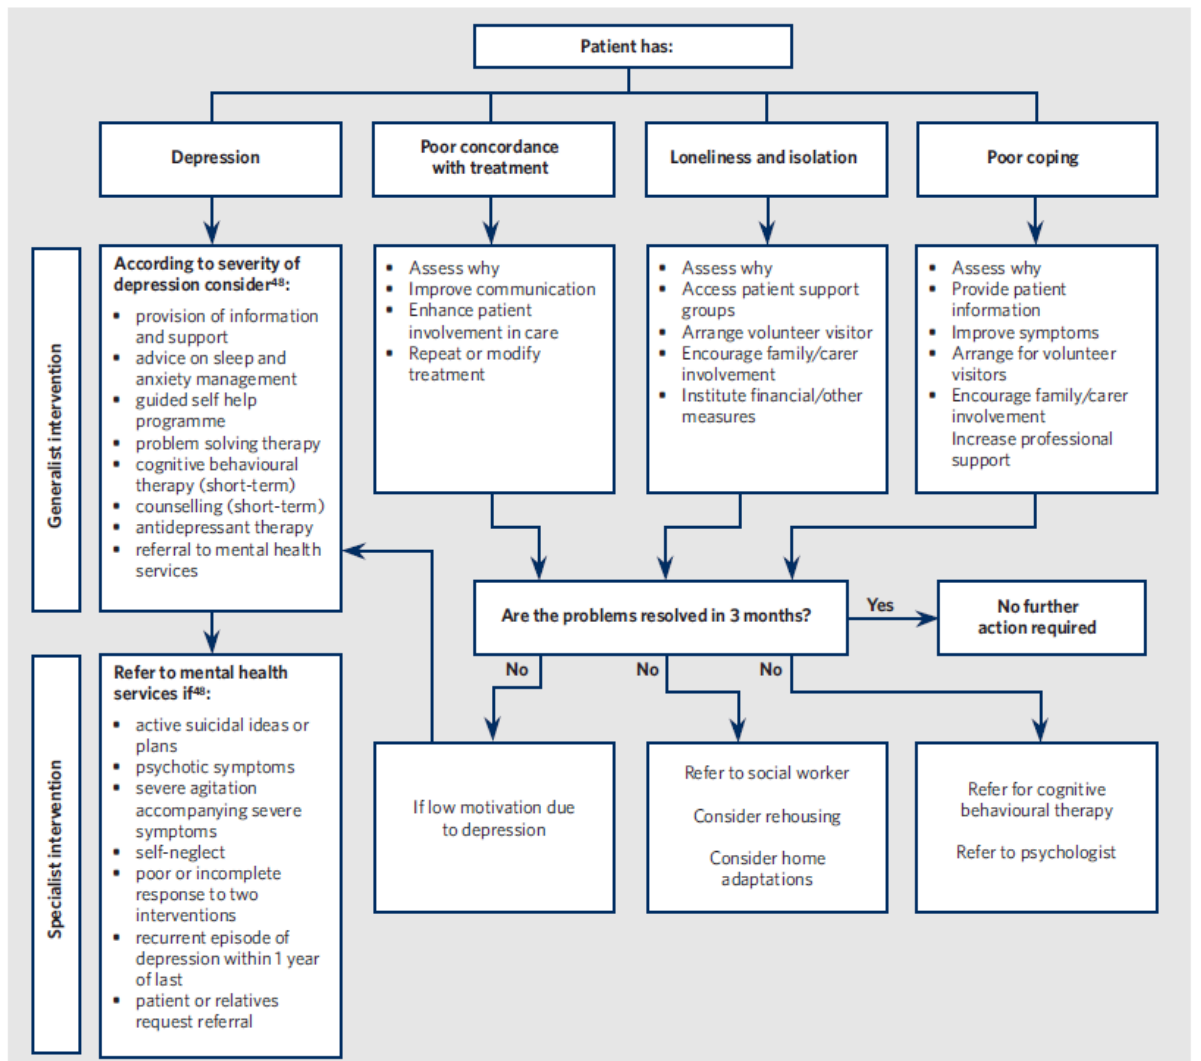 Patient has:
Depression
Poor concordance
with treatment
Loneliness and isolation
Poor coping
Generalist intervention
According to severity of
depression consider⁴⁸:
▪ provision of information
and support
▪ advice on sleep and
anxiety management
▪ guided self help
programme
▪ problem solving therapy
▪ cognitive behavioural
therapy (short-term)
▪ counselling (short-term)
▪ antidepressant therapy
▪ referral to mental health
services
▪ Assess why
▪ Improve communication
▪ Enhance patient
involvement in care
▪ Repeat or modify
treatment
▪ Assess why
▪ Access patient support
groups
▪ Arrange volunteer visitor
▪ Encourage family/carer
involvement
▪ Institute financial/other
measures
▪ Assess why
▪ Provide patient
information
▪ Improve symptoms
▪ Arrange for volunteer
visitors
▪ Encourage family/carer
involvement
Increase professional
support
Are the problems resolved in 3 months?
Yes
No further
action required
No
No
No
Specialist intervention
Refer to mental health
services if⁴⁸:
▪ active suicidal ideas or
plans
▪ psychotic symptoms
▪ severe agitation
accompanying severe
symptoms
▪ self-neglect
▪ poor or incomplete
response to two
interventions
▪ recurrent episode of
depression within 1 year
of last
▪ patient or relatives
request referral
If low motivation due
to depression
Refer to social worker
Consider rehousing
Consider home
adaptations
Refer for cognitive
behavioural therapy
Refer to psychologist